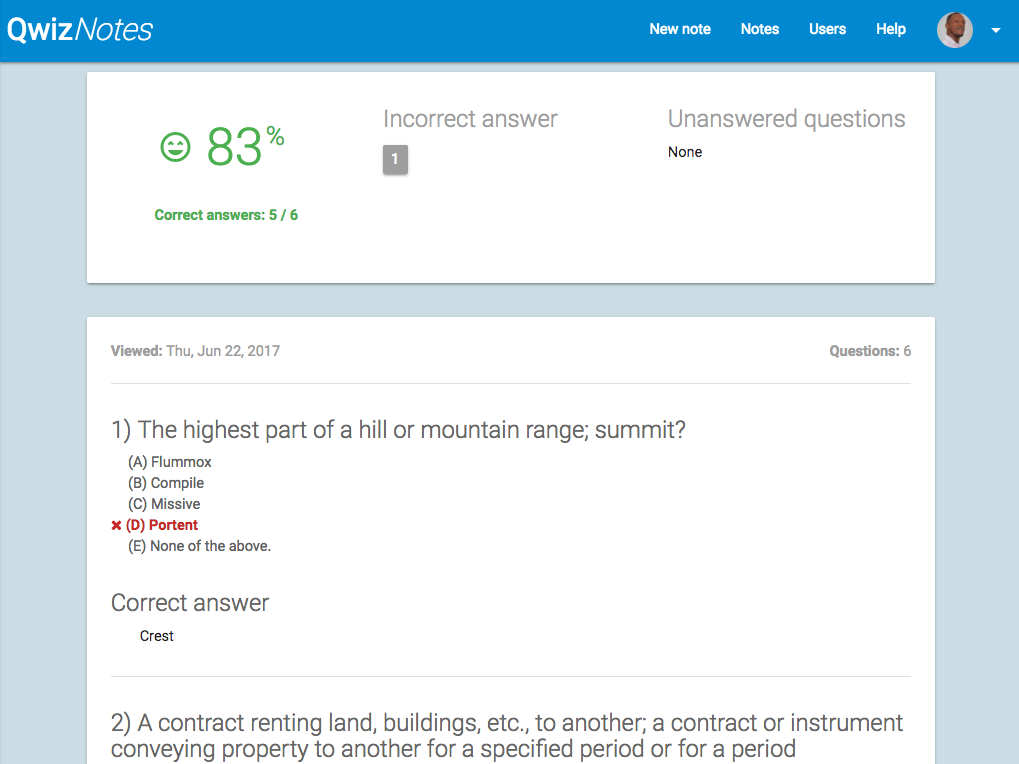 QwizNotes
New note Notes Users Help
83%
Correct answers: 5 / 6
Incorrect answer
1
Unanswered questions
None
Viewed: Thu, Jun 22, 2017
Questions: 6
1) The highest part of a hill or mountain range; summit?
(A) Flummox
(B) Compile
(C) Missive
(D) Portent
(E) None of the above.
Correct answer
Crest
2) A contract renting land, buildings, etc., to another; a contract or instrument
conveying property to another for a specified period or for a period